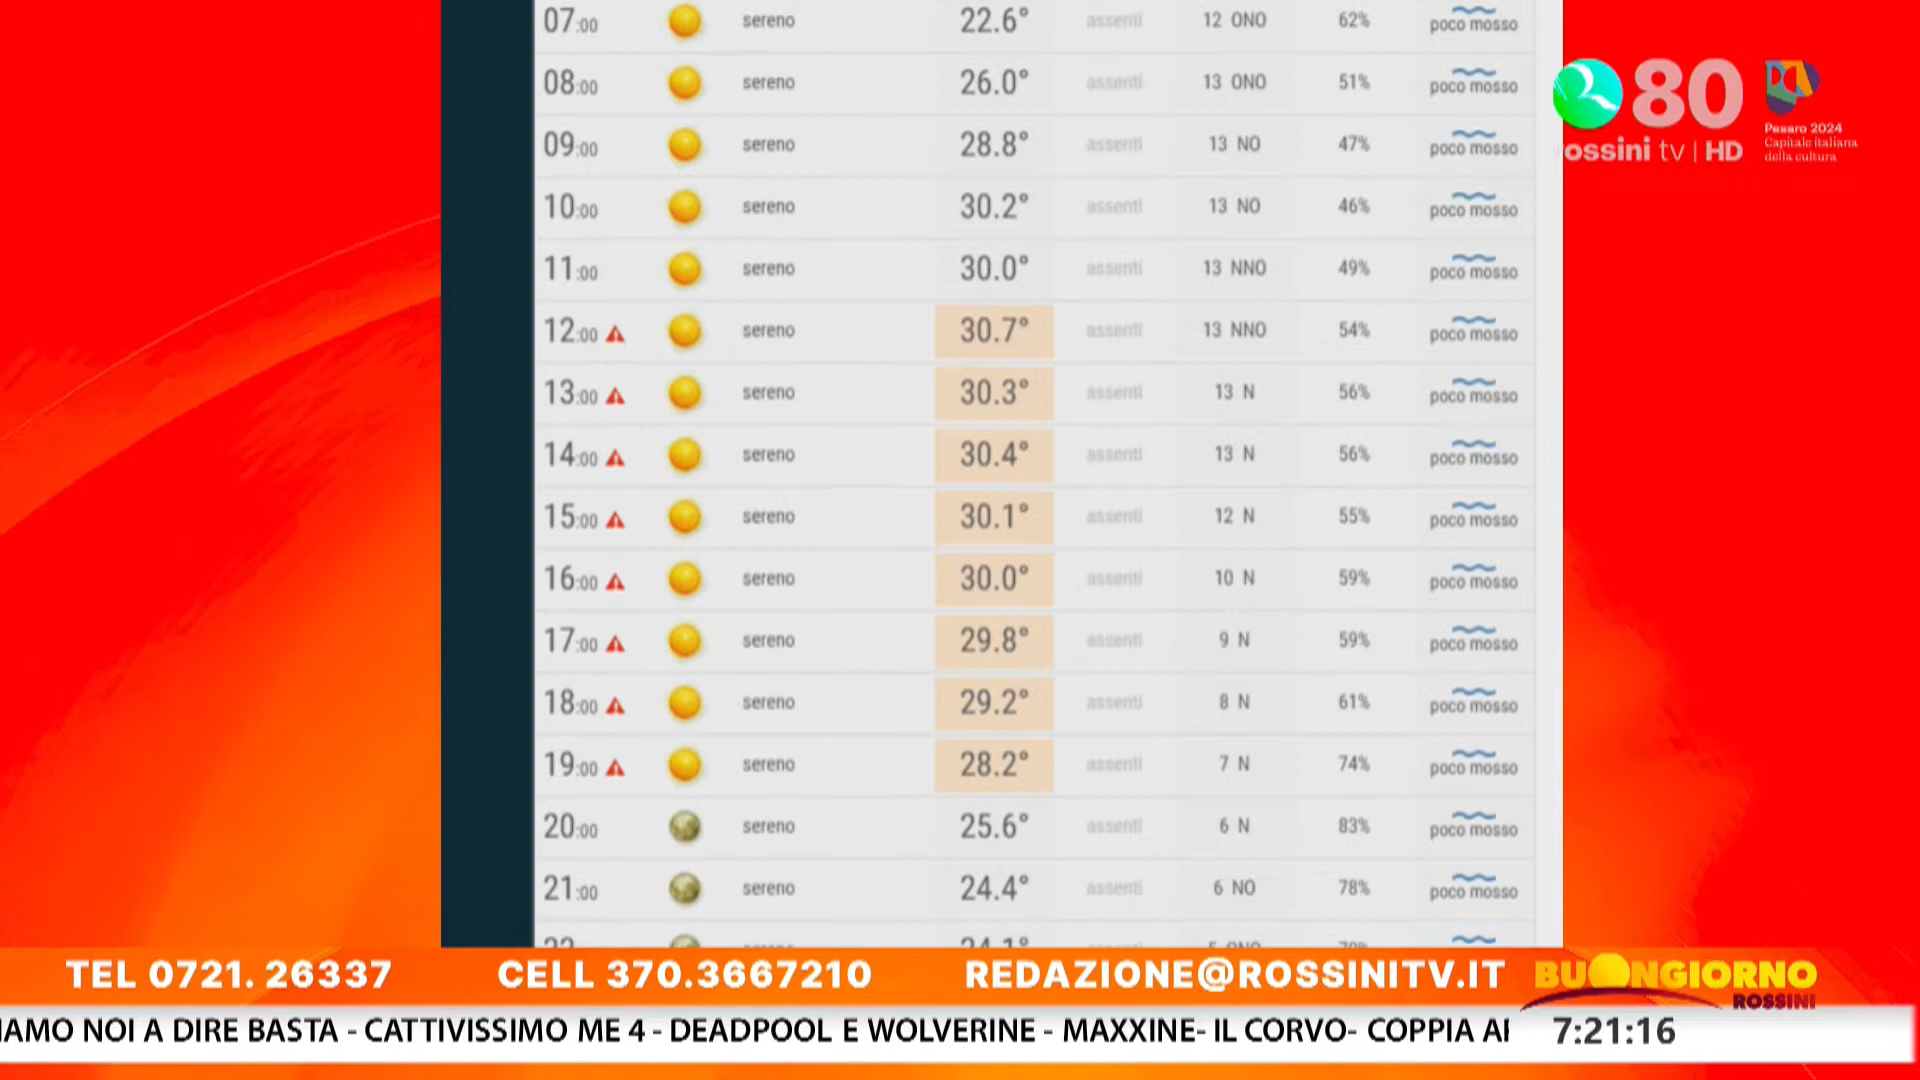 07:00 sereno 22.6° assenti 12 ONO 62% poco mosso
08:00 sereno 26.0° assenti 13 ONO 51% poco mosso
09:00 sereno 28.8° assenti 13 NO 47% poco mosso
10:00 sereno 30.2° assenti 13 NO 46% poco mosso
11:00 sereno 30.0° assenti 13 NNO 49% poco mosso
12:00 sereno 30.7° assenti 13 NNO 54% poco mosso
13:00 sereno 30.3° assenti 13 N 56% poco mosso
14:00 sereno 30.4° assenti 13 N 56% poco mosso
15:00 sereno 30.1° assenti 12 N 55% poco mosso
16:00 sereno 30.0° assenti 10 N 59% poco mosso
17:00 sereno 29.8° assenti 9 N 59% poco mosso
18:00 sereno 29.2° assenti 8 N 61% poco mosso
19:00 sereno 28.2° assenti 7 N 74% poco mosso
20:00 sereno 25.6° assenti 6 N 83% poco mosso
21:00 sereno 24.4° assenti 6 NO 78% poco mosso
80
ossini tv | HD
Pesaro 2024
Capitale italiana
della cultura
TEL 0721. 26337 CELL 370.3667210 REDAZIONE@ROSSINITV.IT
BUONGIORNO
ROSSINI
IAMO NOI A DIRE BASTA - CATTIVISSIMO ME 4 - DEADPOOL E WOLVERINE - MAXXINE- IL CORVO- COPPIA
7:21:16